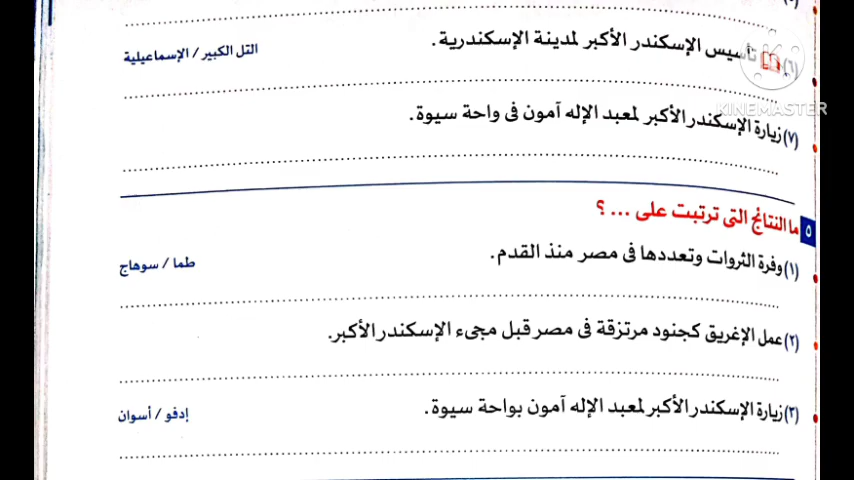 (٦) تأسيس الإسكندر الأكبر لمدينة الإسكندرية.
التل الكبير / الإسماعيلية
KINEMASTER
(٧) زيارة الإسكندر الأكبر لمعبد الإله آمون فى واحة سيوة.
٥ ما النتائج التى ترتبت على ... ؟
(١) وفرة الثروات وتعددها فى مصر منذ القدم.
طما / سوهاج
(٢) عمل الإغريق كجنود مرتزقة فى مصر قبل مجىء الإسكندر الأكبر.
(٣) زيارة الإسكندر الأكبر لمعبد الإله آمون بواحة سيوة.
إدفو / أسوان